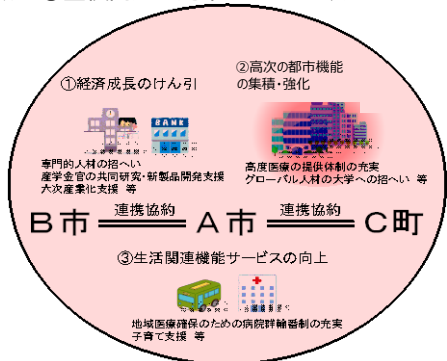 ①経済成長のけん引
②高次の都市機能
の集積・強化
BANK
専門的人材の招へい
産学金官の共同研究・新製品開発支援
六次産業化支援 等
高度医療の提供体制の充実
グローバル人材の大学への招へい 等
B市 連携協約 A市 連携協約 C町
③生活関連機能サービスの向上
地域医療確保のための病院群輪番制の充実
子育て支援 等